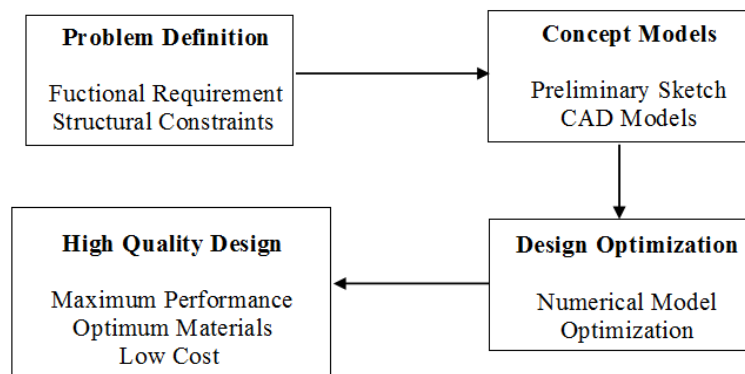 Problem Definition
Fuctional Requirement
Structural Constraints
Concept Models
Preliminary Sketch
CAD Models
Design Optimization
Numerical Model
Optimization
High Quality Design
Maximum Performance
Optimum Materials
Low Cost